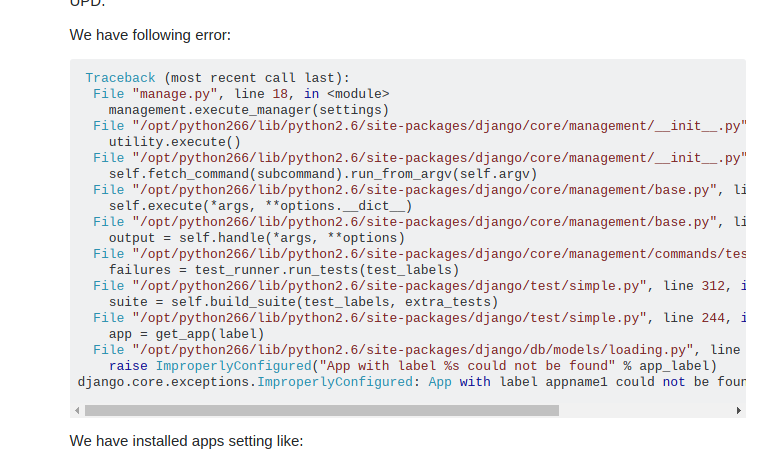 UPD:
We have following error:
Traceback (most recent call last):
File "manage.py", line 18, in <module>
management.execute_manager(settings)
File "/opt/python266/lib/python2.6/site-packages/django/core/management/__init__.py"
utility.execute()
File "/opt/python266/lib/python2.6/site-packages/django/core/management/__init__.py"
self.fetch_command(subcommand).run_from_argv(self.argv)
File "/opt/python266/lib/python2.6/site-packages/django/core/management/base.py", li
self.execute(*args, **options.__dict__)
File "/opt/python266/lib/python2.6/site-packages/django/core/management/base.py", li
output = self.handle(*args, **options)
File "/opt/python266/lib/python2.6/site-packages/django/core/management/commands/tes
failures = test_runner.run_tests(test_labels)
File "/opt/python266/lib/python2.6/site-packages/django/test/simple.py", line 312, i
suite = self.build_suite(test_labels, extra_tests)
File "/opt/python266/lib/python2.6/site-packages/django/test/simple.py", line 244, i
app = get_app(label)
File "/opt/python266/lib/python2.6/site-packages/django/db/models/loading.py", line
raise ImproperlyConfigured("App with label %s could not be found" % app_label)
django.core.exceptions.ImproperlyConfigured: App with label appname1 could not be foun
We have installed apps setting like: